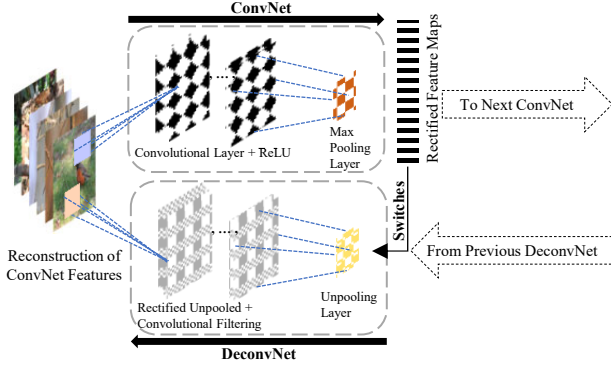 ConvNet
Convolutional Layer + ReLU
Max
Pooling
Layer
Rectified Feature Maps
To Next ConvNet
Switches
From Previous DeconvNet
Reconstruction of
ConvNet Features
Rectified Unpooled +
Convolutional Filtering
Unpooling
Layer
DeconvNet